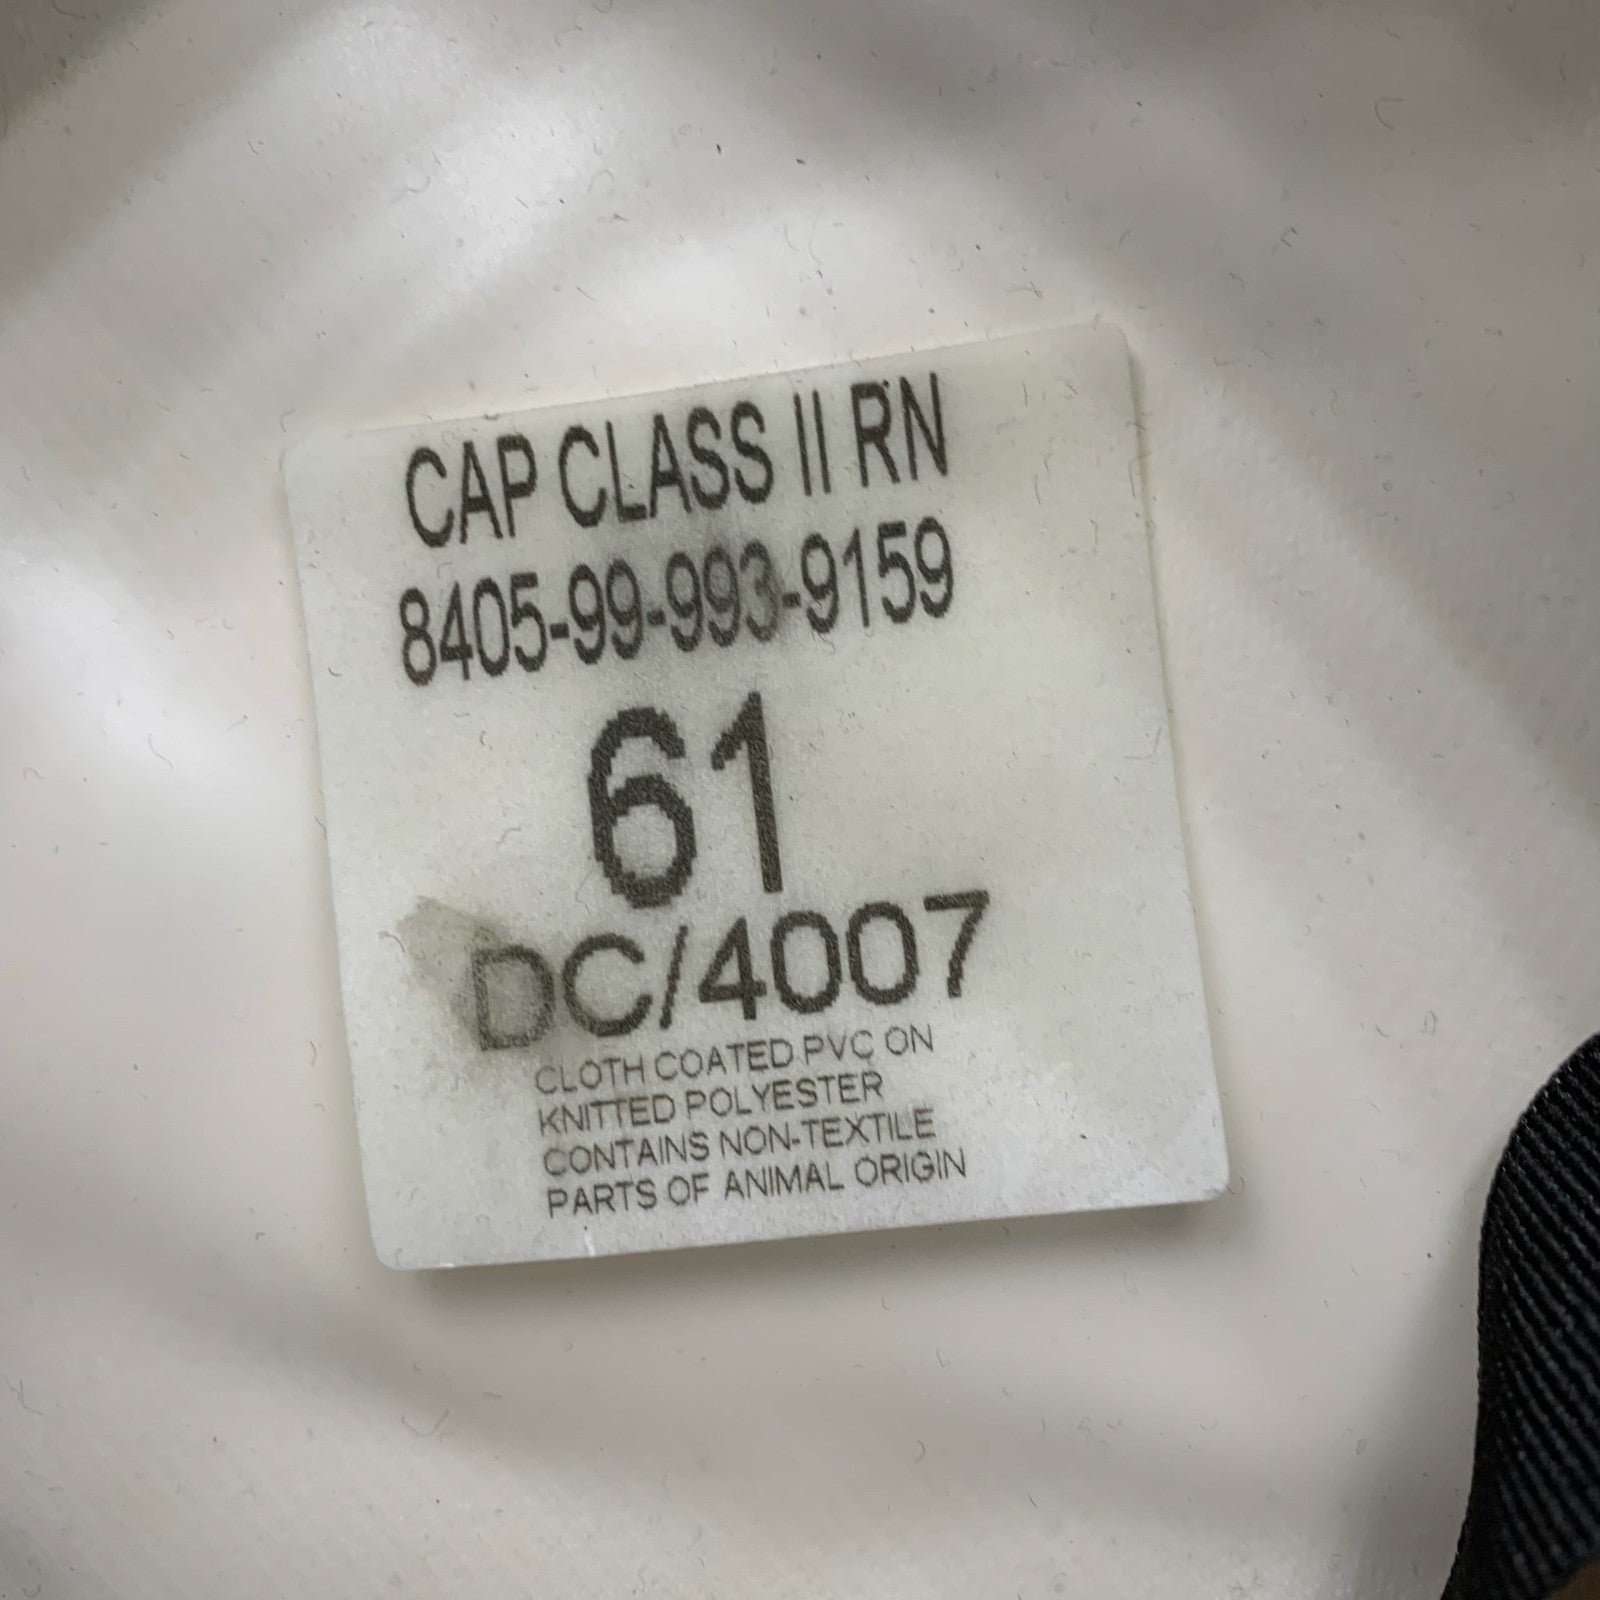 CAP CLASS II RN
8405-99-993-9159
61
DC/4007
CLOTH COATED PVC ON
KNITTED POLYESTER
CONTAINS NON-TEXTILE
PARTS OF ANIMAL ORIGIN